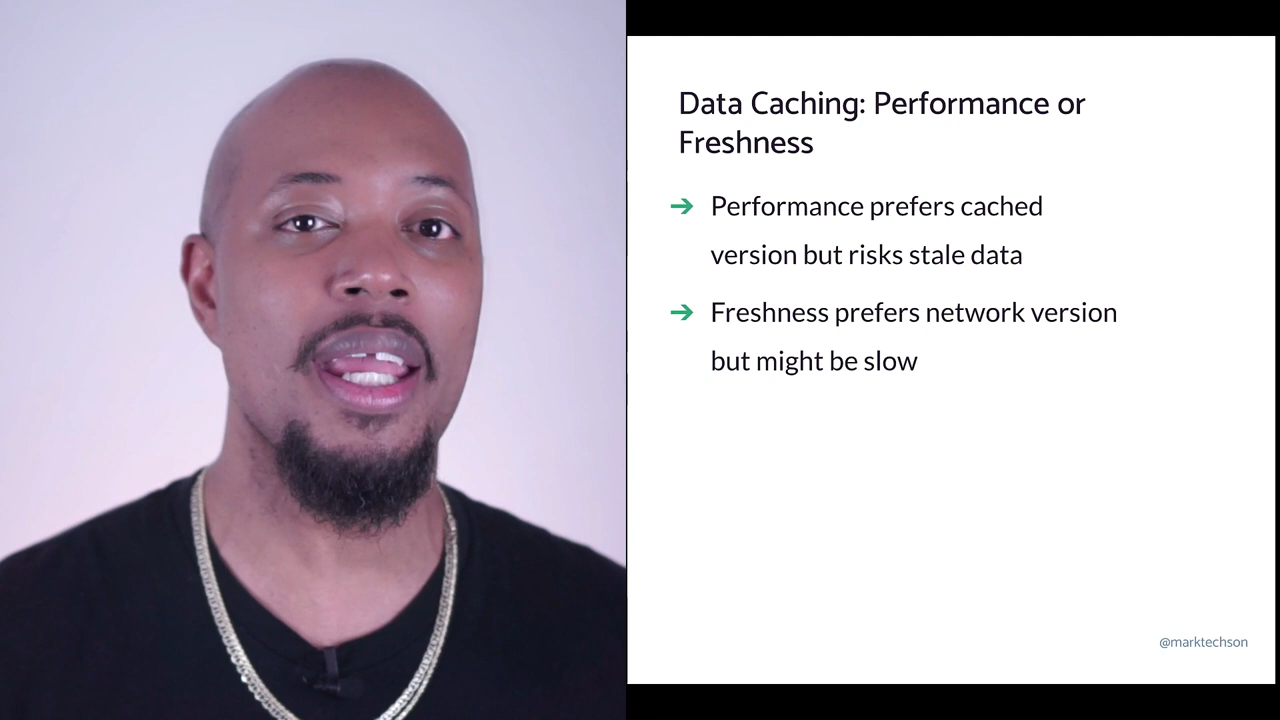 Data Caching: Performance or
Freshness
➔ Performance prefers cached
version but risks stale data
➔ Freshness prefers network version
but might be slow
@marktechson